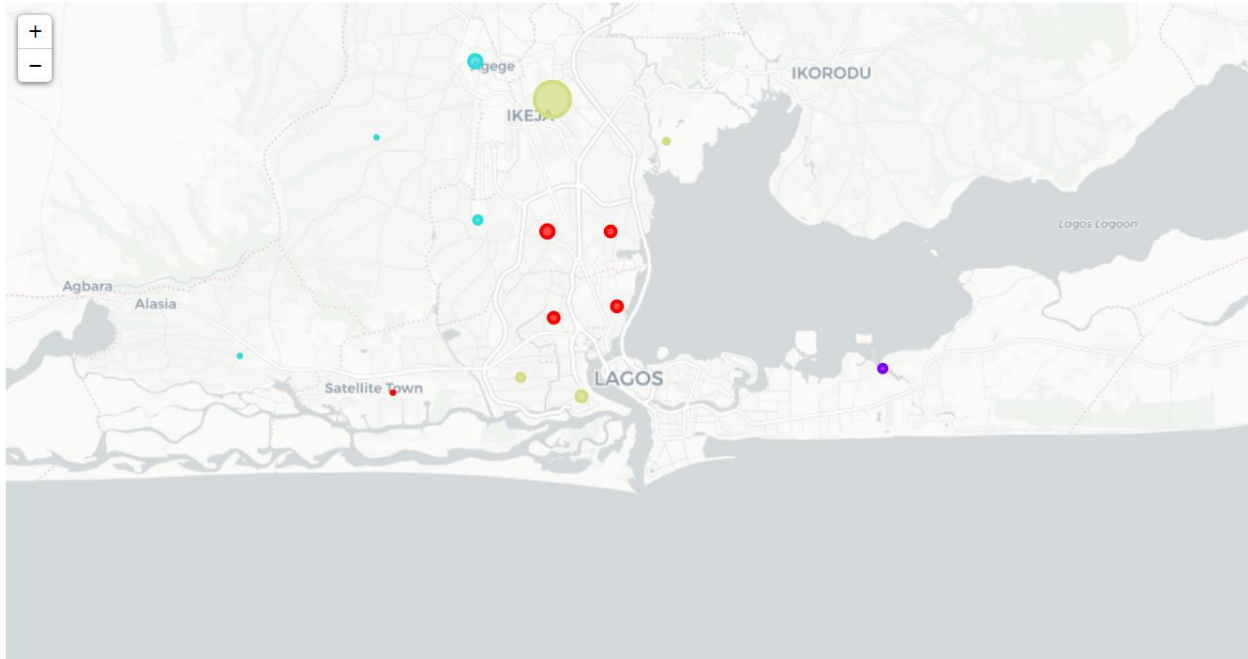 +
−
Agege
IKORODU
IKEJA
Lagos Lagoon
Agbara
Alasia
LAGOS
Satellite Town